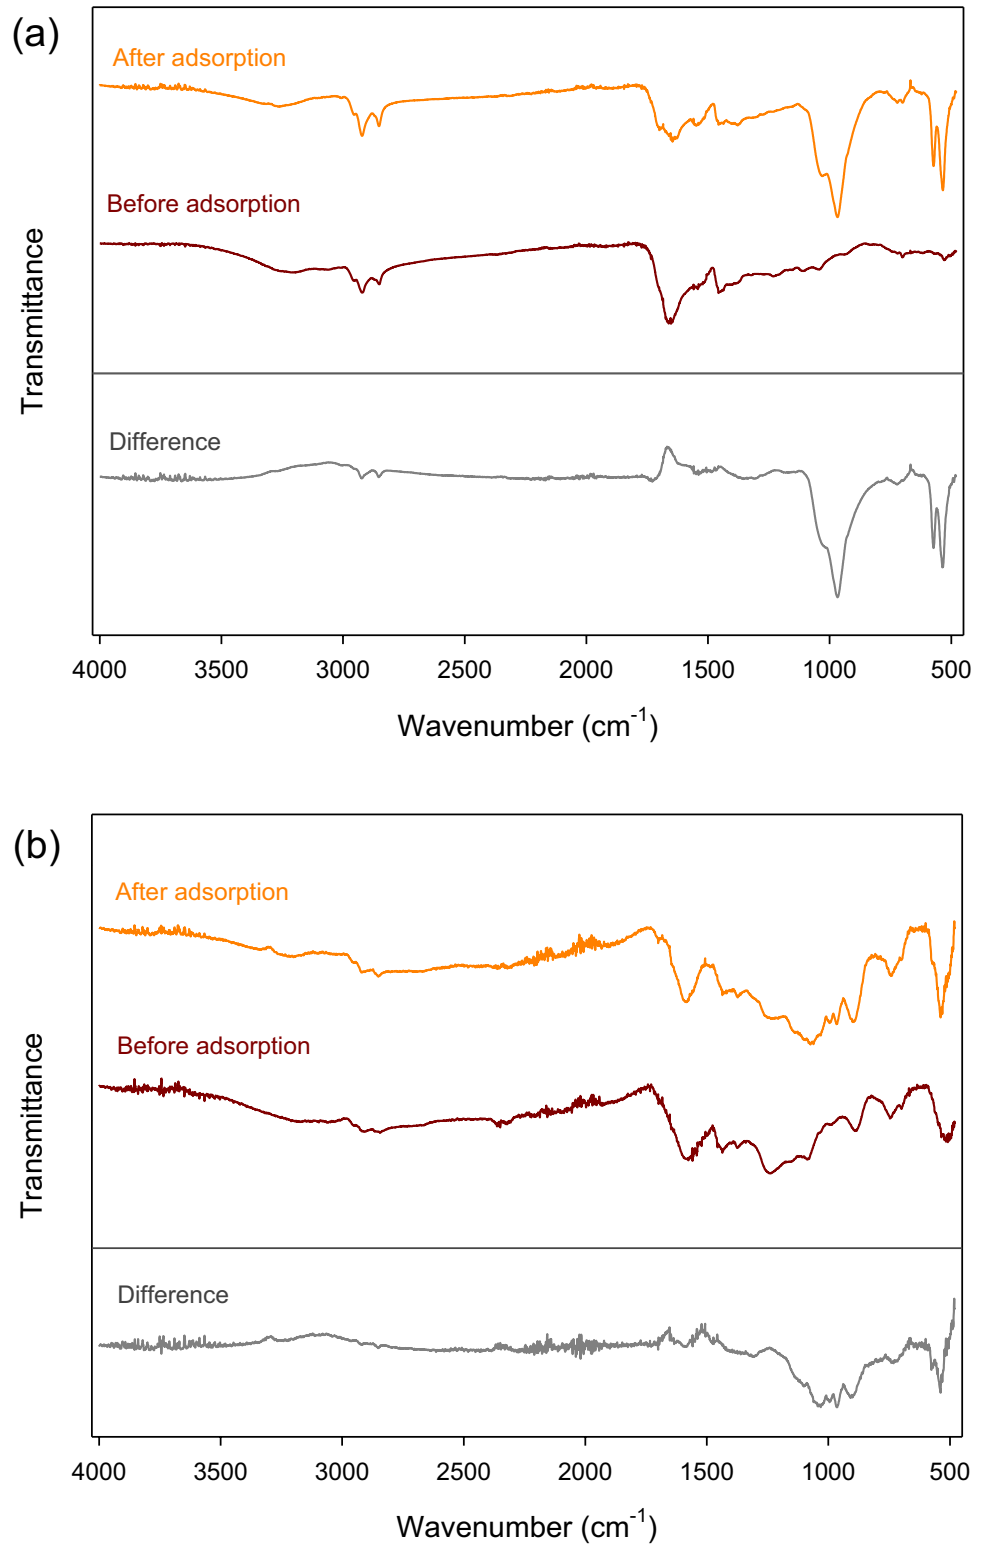 (a)
After adsorption
Before adsorption
Difference
Transmittance
4000 3500 3000 2500 2000 1500 1000 500
Wavenumber (cm⁻¹)
(b)
After adsorption
Before adsorption
Difference
Transmittance
4000 3500 3000 2500 2000 1500 1000 500
Wavenumber (cm⁻¹)